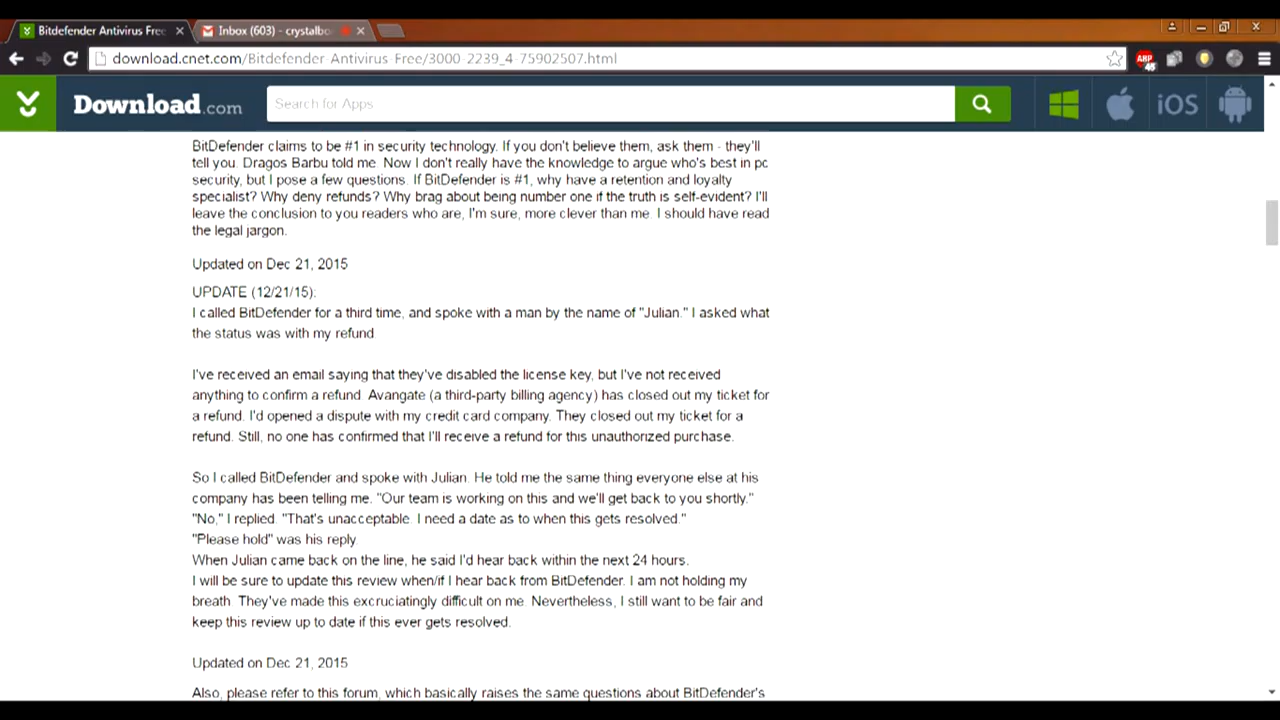 Bitdefender Antivirus Fre
Inbox (603) - crystalbo
download.cnet.com/Bitdefender-Antivirus-Free/3000-2239_4-75902507.html
ABP
45
Download.com
Search for Apps
iOS
BitDefender claims to be #1 in security technology. If you don't believe them, ask them - they'll
tell you. Dragos Barbu told me. Now I don't really have the knowledge to argue who's best in pc
security, but I pose a few questions. If BitDefender is #1, why have a retention and loyalty
specialist? Why deny refunds? Why brag about being number one if the truth is self-evident? I'll
leave the conclusion to you readers who are, I'm sure, more clever than me. I should have read
the legal jargon.
Updated on Dec 21, 2015
UPDATE (12/21/15):
I called BitDefender for a third time, and spoke with a man by the name of "Julian." I asked what
the status was with my refund.
I've received an email saying that they've disabled the license key, but I've not received
anything to confirm a refund. Avangate (a third-party billing agency) has closed out my ticket for
a refund. I'd opened a dispute with my credit card company. They closed out my ticket for a
refund. Still, no one has confirmed that I'll receive a refund for this unauthorized purchase.
So I called BitDefender and spoke with Julian. He told me the same thing everyone else at his
company has been telling me. "Our team is working on this and we'll get back to you shortly."
"No," I replied. "That's unacceptable. I need a date as to when this gets resolved."
"Please hold" was his reply.
When Julian came back on the line, he said I'd hear back within the next 24 hours.
I will be sure to update this review when/if I hear back from BitDefender. I am not holding my
breath. They've made this excruciatingly difficult on me. Nevertheless, I still want to be fair and
keep this review up to date if this ever gets resolved.
Updated on Dec 21, 2015
Also, please refer to this forum, which basically raises the same questions about BitDefender's